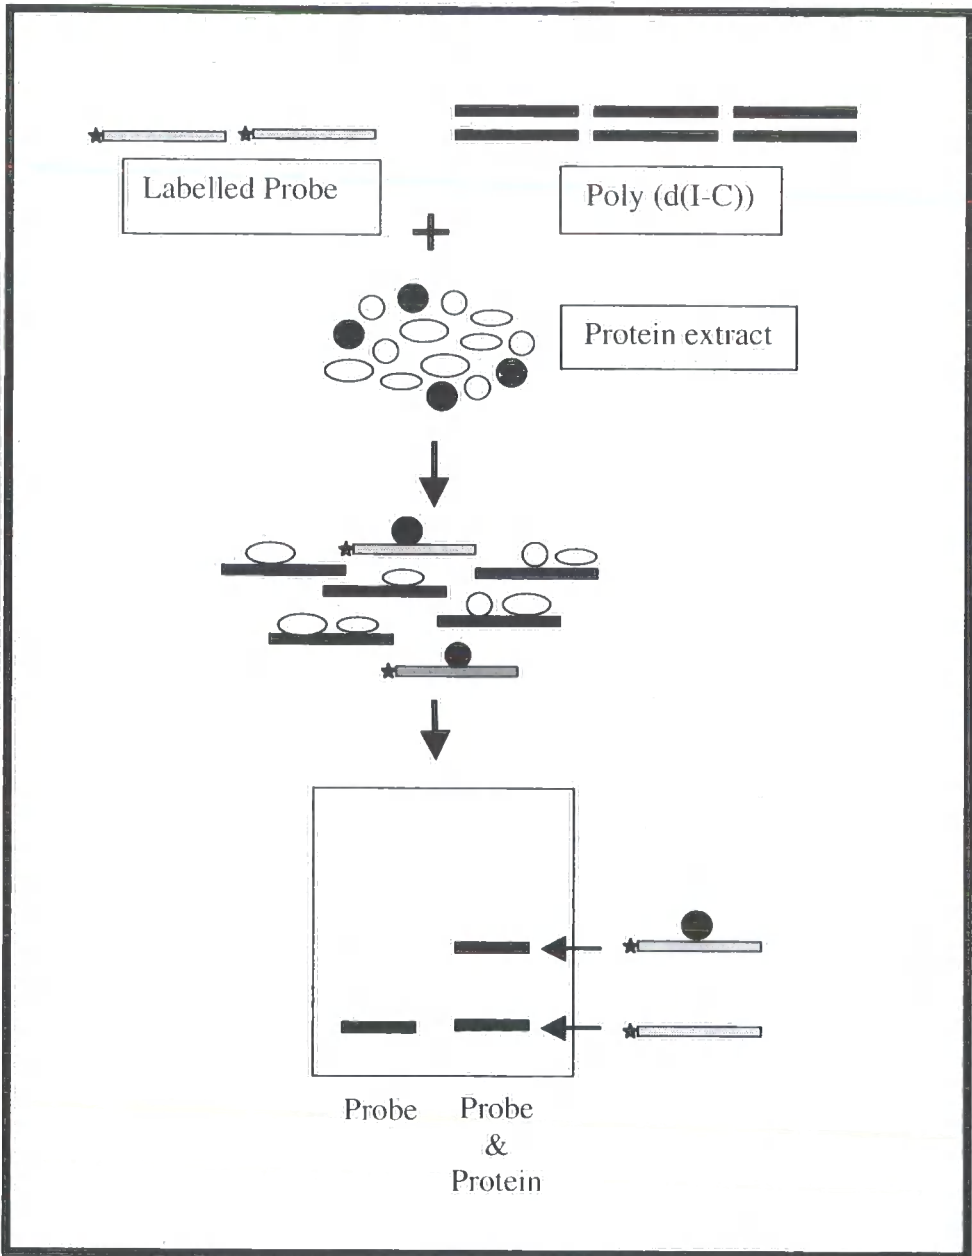 Labelled Probe
Poly (d(I-C))
+
Protein extract
Probe
Probe
&
Protein